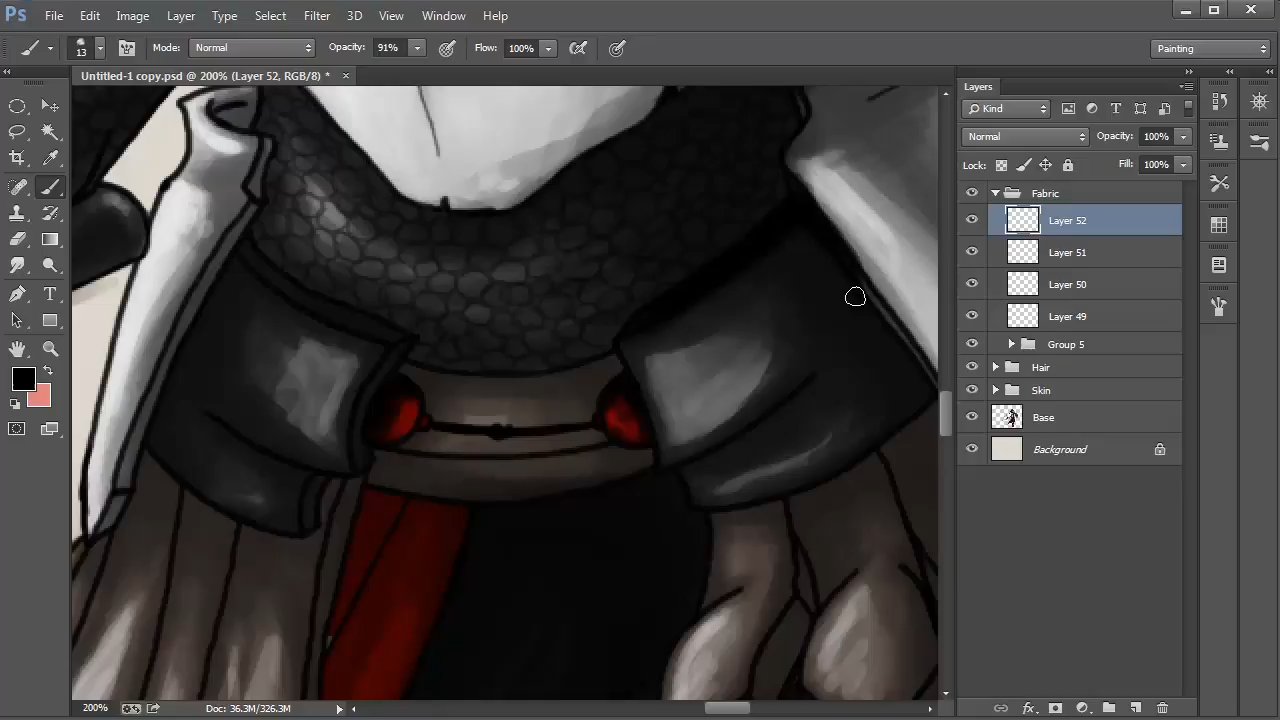 Ps File Edit Image Layer Type Select Filter 3D View Window Help
13 Mode: Normal Opacity: 91% Flow: 100% Painting
Untitled-1 copy.psd @ 200% (Layer 52, RGB/8) *
Layers
Kind
Normal Opacity: 100%
Lock: Fill: 100%
Fabric
Layer 52
Layer 51
Layer 50
Layer 49
Group 5
Hair
Skin
Base
Background
200% Doc: 36.3M/326.3M